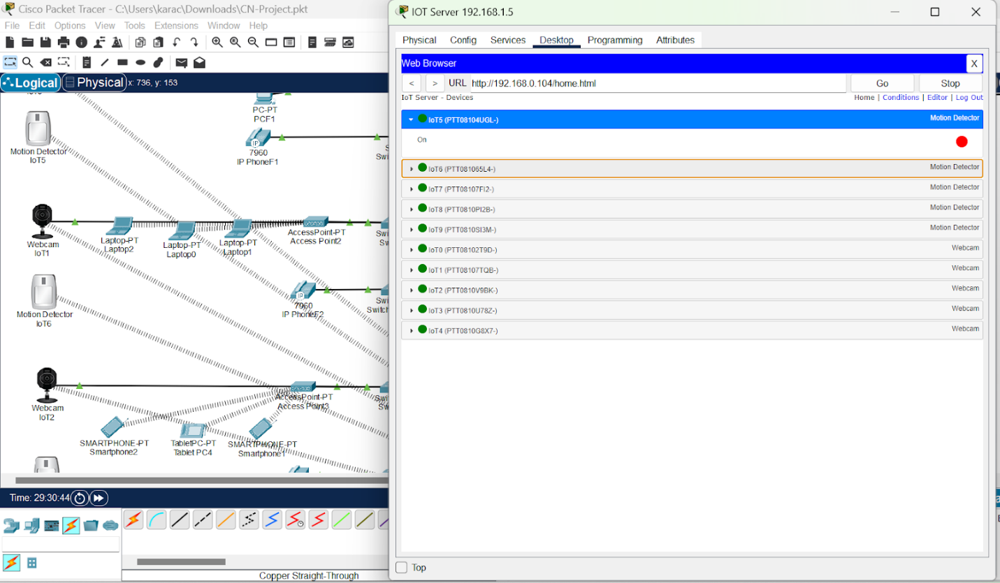 Cisco Packet Tracer - C:\Users\karac\Downloads\CN-Project.pkt
File Edit Options View Tools Extensions Window Help
Logical Physical x: 736, y: 153
PC-PT
PCF1
Motion Detector
IoT5
IP
7960
IP PhoneF1
Webcam
IoT1
Laptop-PT
Laptop2
Laptop-PT
Laptop0
Laptop-PT
Laptop1
AccessPoint-PT
Access Point2
Motion Detector
IoT6
IP
7960
IP PhoneF2
Webcam
IoT2
AccessPoint-PT
Access Point3
SMARTPHONE-PT
Smartphone2
TabletPC-PT
Tablet PC4
SMARTPHONE-PT
Smartphone1
Time: 29:30:44
Copper Straight-Through
IOT Server 192.168.1.5
Physical Config Services Desktop Programming Attributes
Web Browser X
< > URL http://192.168.0.104/home.html Go Stop
IoT Server - Devices Home | Conditions | Editor | Log Out
IoT5 (PTT08104UGL-) Motion Detector
On
IoT6 (PTT081065L4-) Motion Detector
IoT7 (PTT08107FI2-) Motion Detector
IoT8 (PTT0810PI2B-) Motion Detector
IoT9 (PTT0810SI3M-) Motion Detector
IoT0 (PTT08102T9D-) Webcam
IoT1 (PTT08107TQB-) Webcam
IoT2 (PTT0810V9BK-) Webcam
IoT3 (PTT0810U78Z-) Webcam
IoT4 (PTT0810G8X7-) Webcam
Top